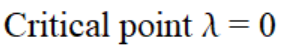 Critical point λ = 0